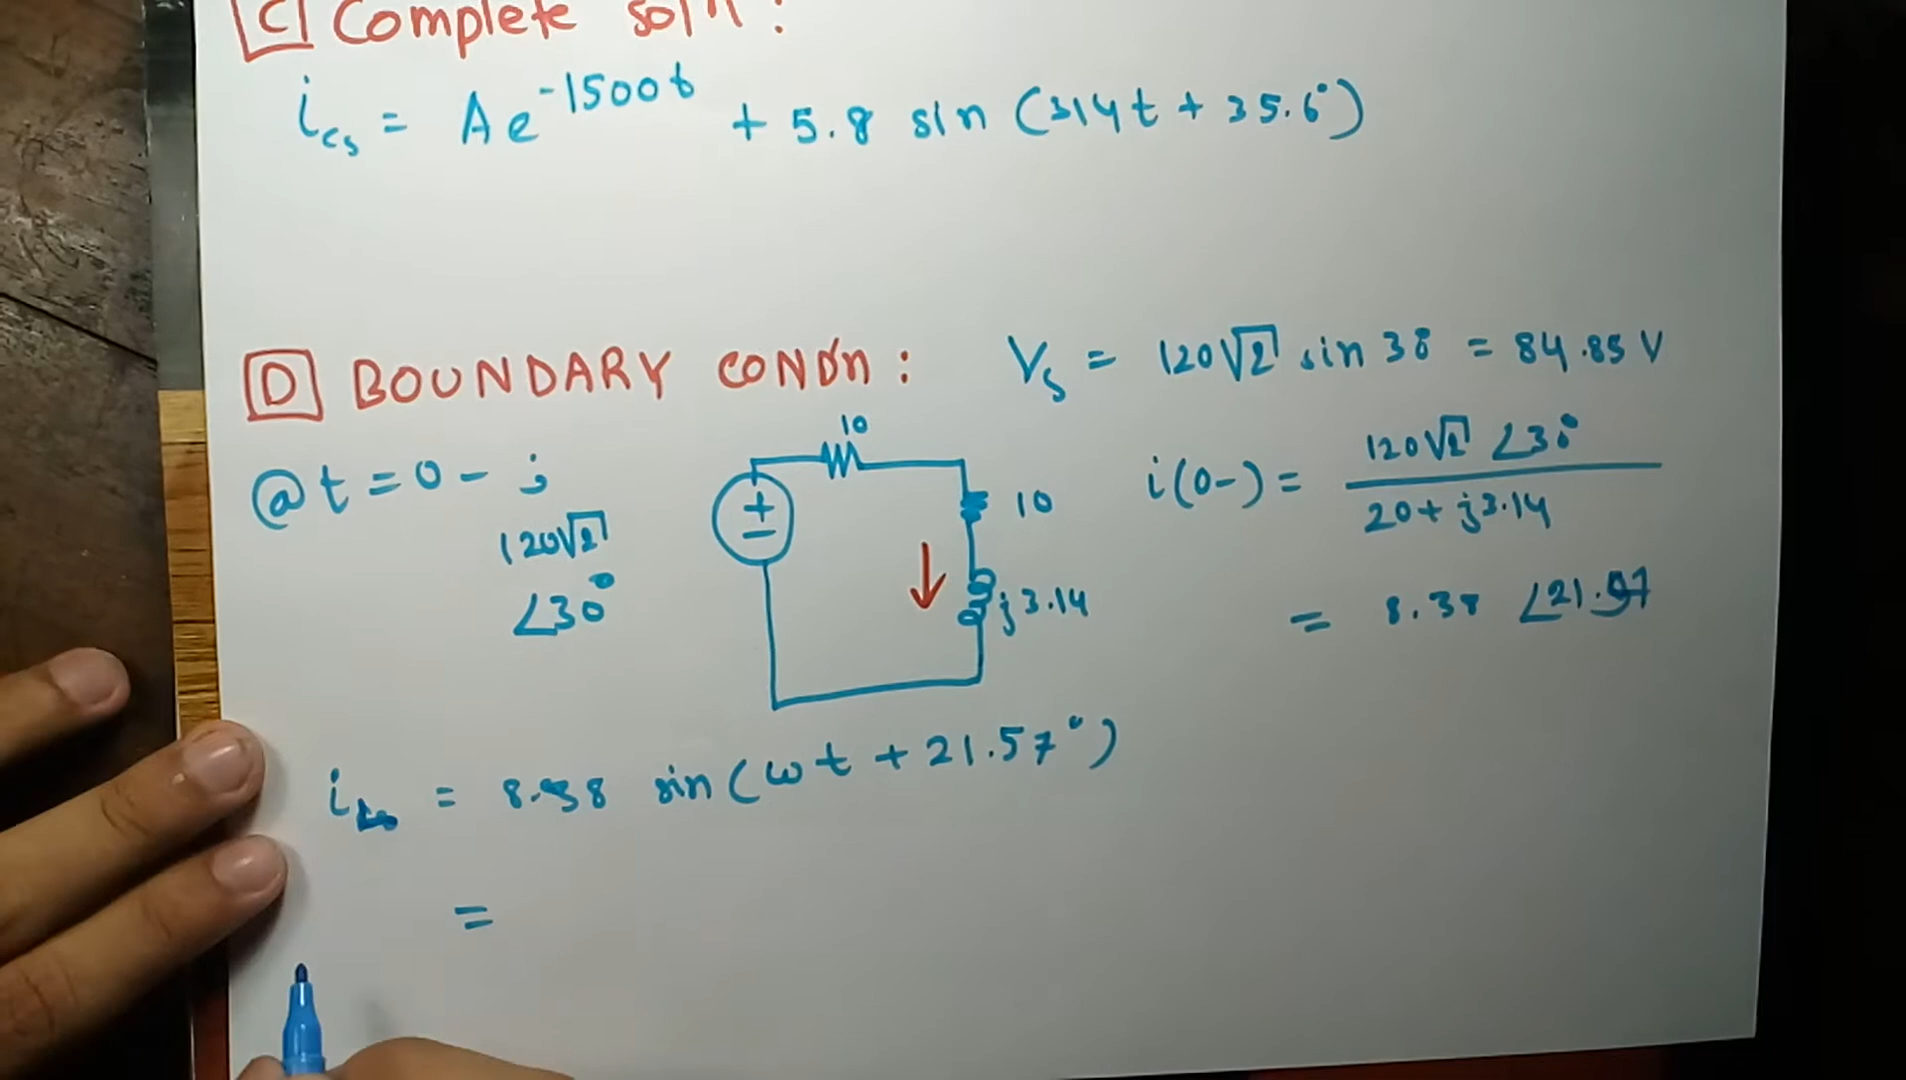 C Complete soln :
i_cs = Ae^-1500t + 5.8 sin (314t + 35.6°)
D BOUNDARY CONDn :
V_s = 120√2 sin 30 = 84.85 V
@ t = 0- ;
120√2
∠30°
10
+
-
10
j3.14
i(0-) = 120√2 ∠30° / 20+ j3.14
= 8.38 ∠21.57
= 8.38 sin(ωt + 21.57°)
=